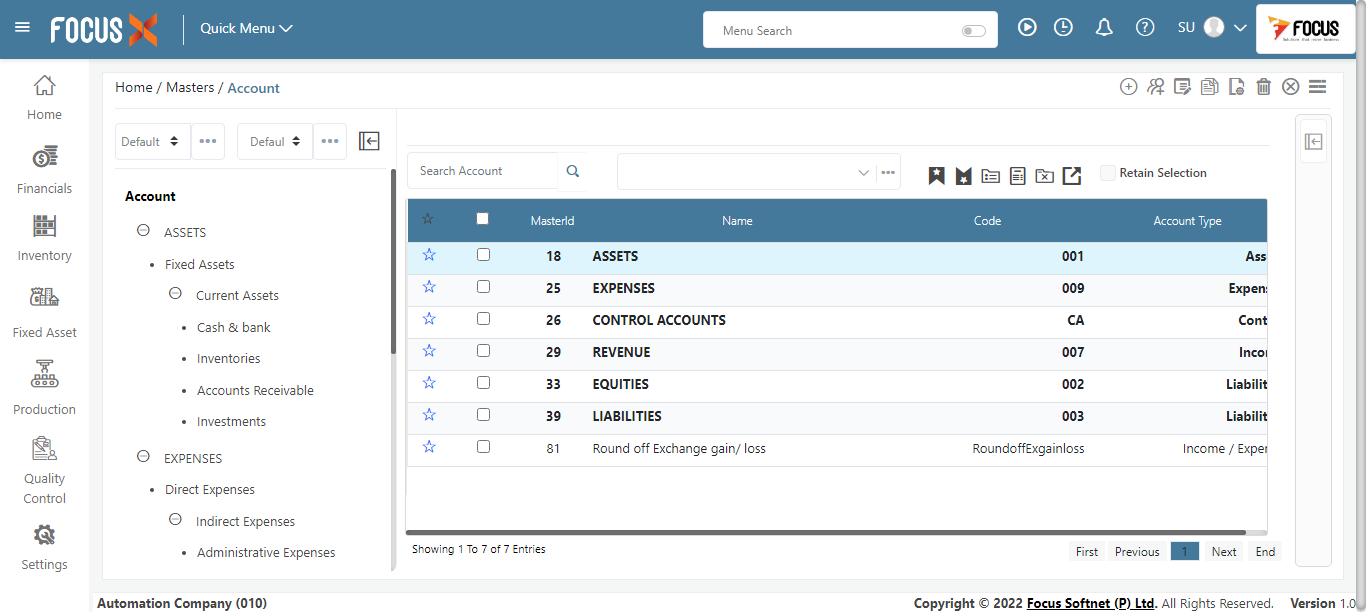 FOCUS X
Quick Menu
Menu Search
SU
FOCUS
Home
Financials
Inventory
Fixed Asset
Production
Quality
Control
Settings
Home / Masters / Account
Default
Defaul
Account
ASSETS
Fixed Assets
Current Assets
Cash & bank
Inventories
Accounts Receivable
Investments
EXPENSES
Direct Expenses
Indirect Expenses
Administrative Expenses
Search Account
Retain Selection
MasterId Name Code Account Type
18 ASSETS 001 Ass
25 EXPENSES 009 Expens
26 CONTROL ACCOUNTS CA Cont
29 REVENUE 007 Inco
33 EQUITIES 002 Liabilit
39 LIABILITIES 003 Liabilit
81 Round off Exchange gain/ loss RoundoffExgainloss Income / Exper
Showing 1 To 7 of 7 Entries
First Previous 1 Next End
Automation Company (010)
Copyright © 2022 Focus Softnet (P) Ltd. All Rights Reserved. Version 1.0